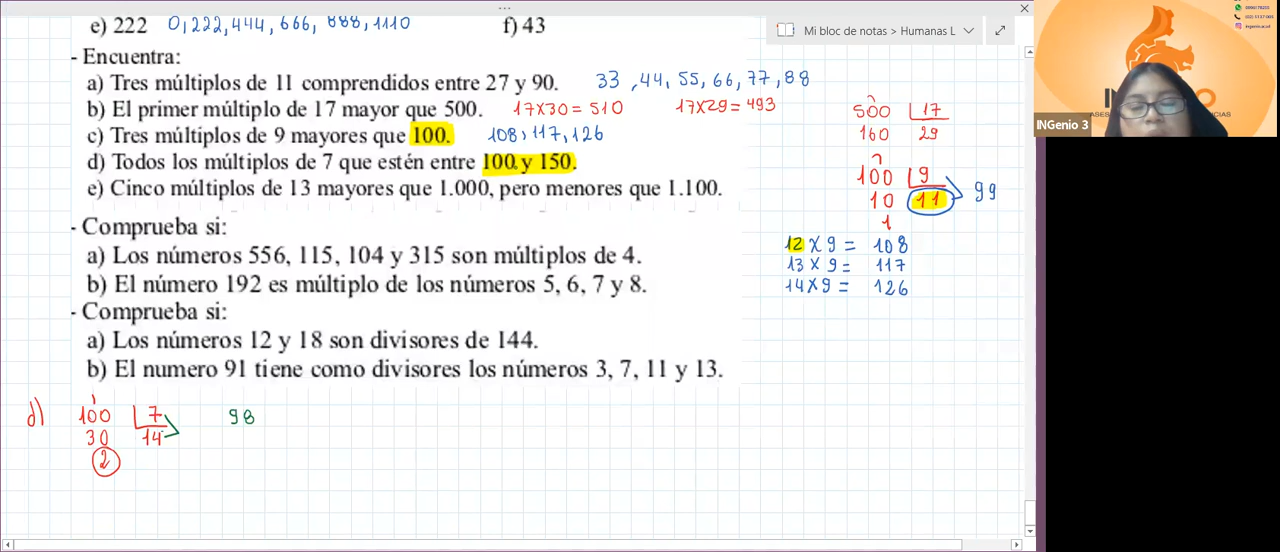 e) 222 0, 222, 444, 666, 888, 1110 f) 43
Mi bloc de notas > Humanas L
- Encuentra:
a) Tres múltiplos de 11 comprendidos entre 27 y 90. 33, 44, 55, 66, 77, 88
b) El primer múltiplo de 17 mayor que 500. 17x30 = 510 17x29 = 493
c) Tres múltiplos de 9 mayores que 100. 108, 117, 126
d) Todos los múltiplos de 7 que estén entre 100 y 150.
e) Cinco múltiplos de 13 mayores que 1.000, pero menores que 1.100.
500 17
160 29
100 9
10 11 99
1
12 x 9 = 108
13 x 9 = 117
14 x 9 = 126
- Comprueba si:
a) Los números 556, 115, 104 y 315 son múltiplos de 4.
b) El número 192 es múltiplo de los números 5, 6, 7 y 8.
- Comprueba si:
a) Los números 12 y 18 son divisores de 144.
b) El numero 91 tiene como divisores los números 3, 7, 11 y 13.
d) 100 7 98
30 14
2
INGenio 3